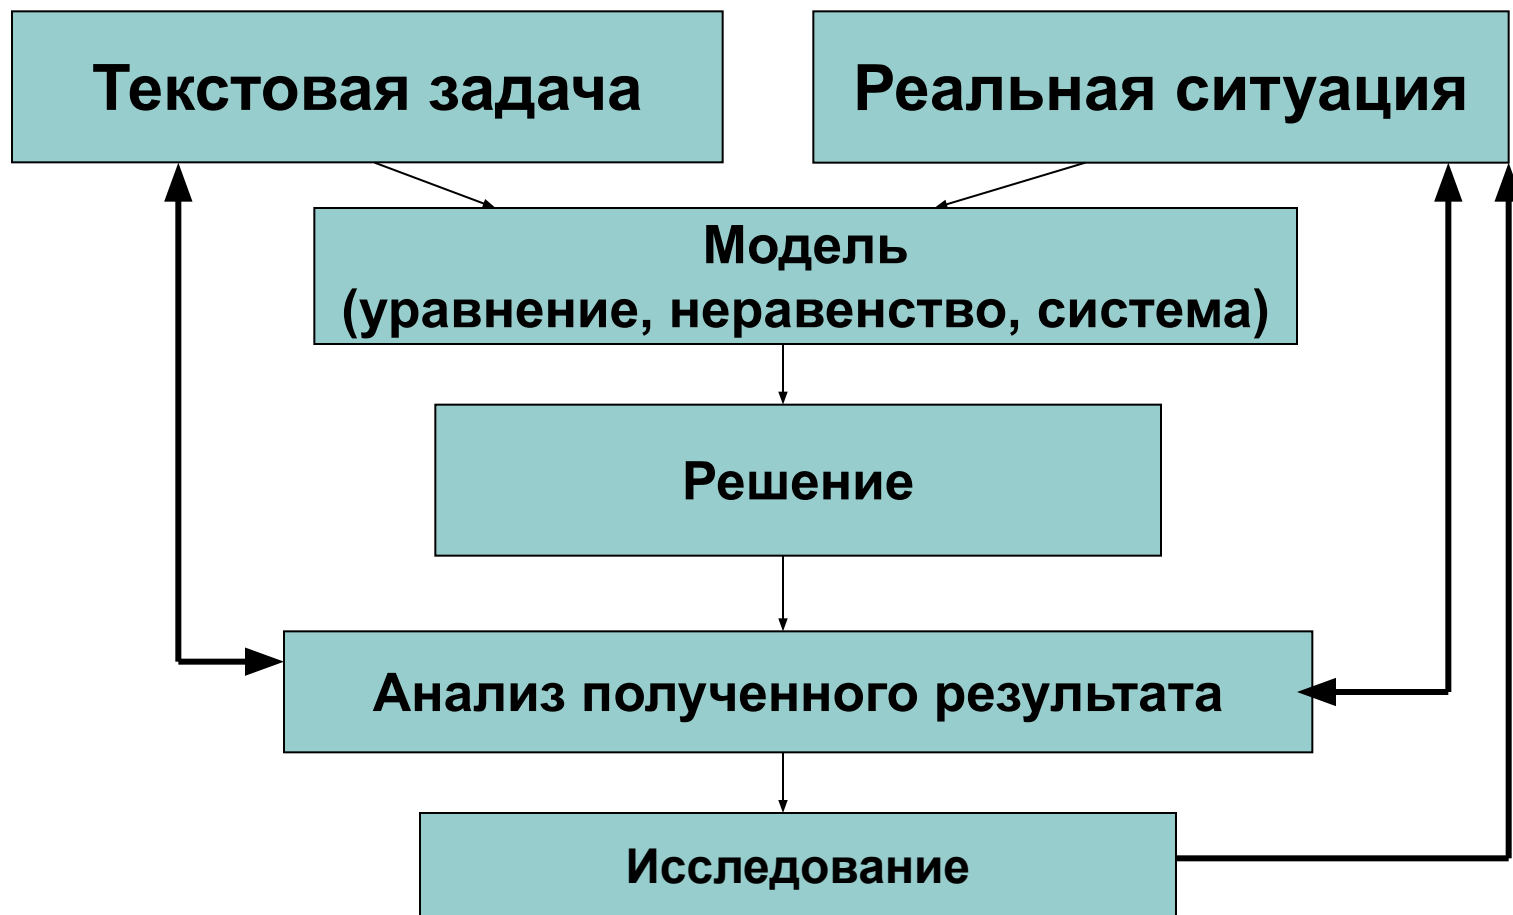 Текстовая задача
Реальная ситуация
Модель
(уравнение, неравенство, система)
Решение
Анализ полученного результата
Исследование